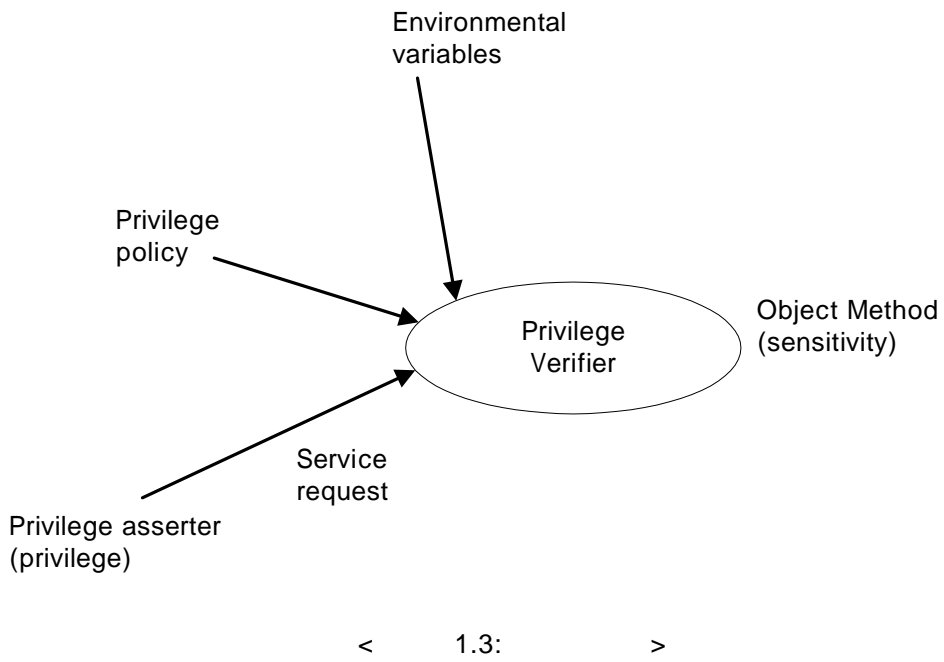 Environmental
variables
Privilege
policy
Privilege
Verifier
Object Method
(sensitivity)
Service
request
Privilege asserter
(privilege)
< 1.3: >